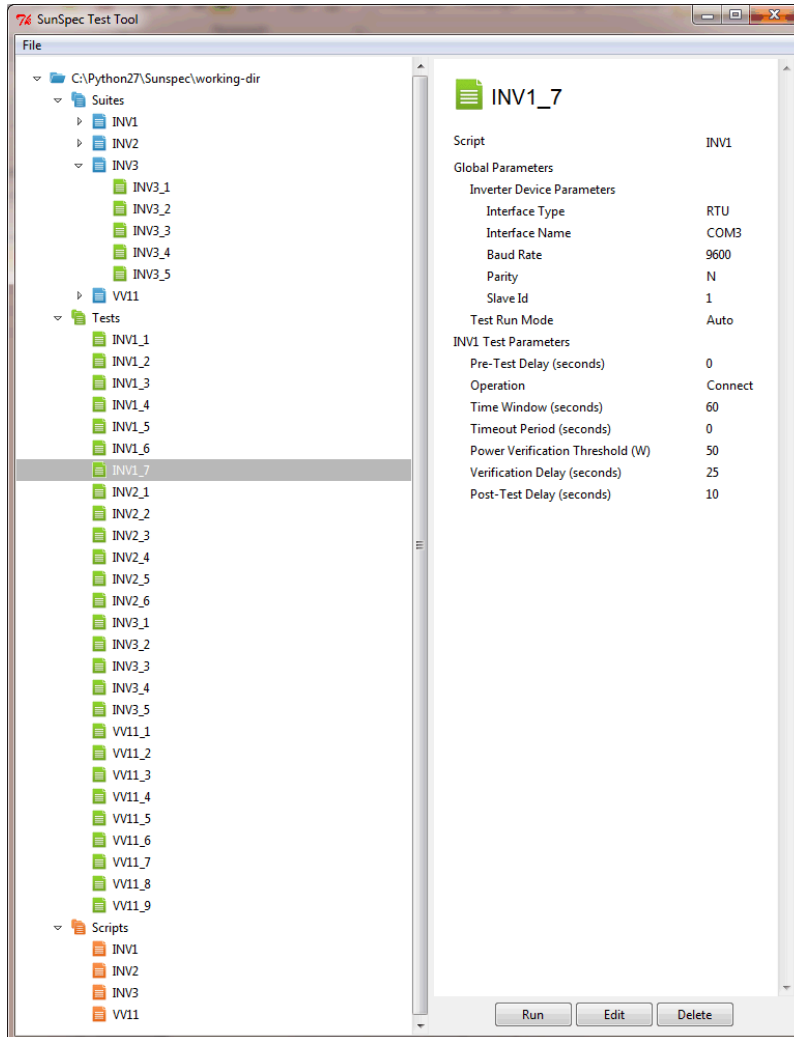 SunSpec Test Tool
File
C:\Python27\Sunspec\working-dir
Suites
INV1
INV2
INV3
INV3_1
INV3_2
INV3_3
INV3_4
INV3_5
VV11
Tests
INV1_1
INV1_2
INV1_3
INV1_4
INV1_5
INV1_6
INV1_7
INV2_1
INV2_2
INV2_3
INV2_4
INV2_5
INV2_6
INV3_1
INV3_2
INV3_3
INV3_4
INV3_5
VV11_1
VV11_2
VV11_3
VV11_4
VV11_5
VV11_6
VV11_7
VV11_8
VV11_9
Scripts
INV1
INV2
INV3
VV11
INV1_7
Script INV1
Global Parameters
Inverter Device Parameters
Interface Type RTU
Interface Name COM3
Baud Rate 9600
Parity N
Slave Id 1
Test Run Mode Auto
INV1 Test Parameters
Pre-Test Delay (seconds) 0
Operation Connect
Time Window (seconds) 60
Timeout Period (seconds) 0
Power Verification Threshold (W) 50
Verification Delay (seconds) 25
Post-Test Delay (seconds) 10
Run Edit Delete